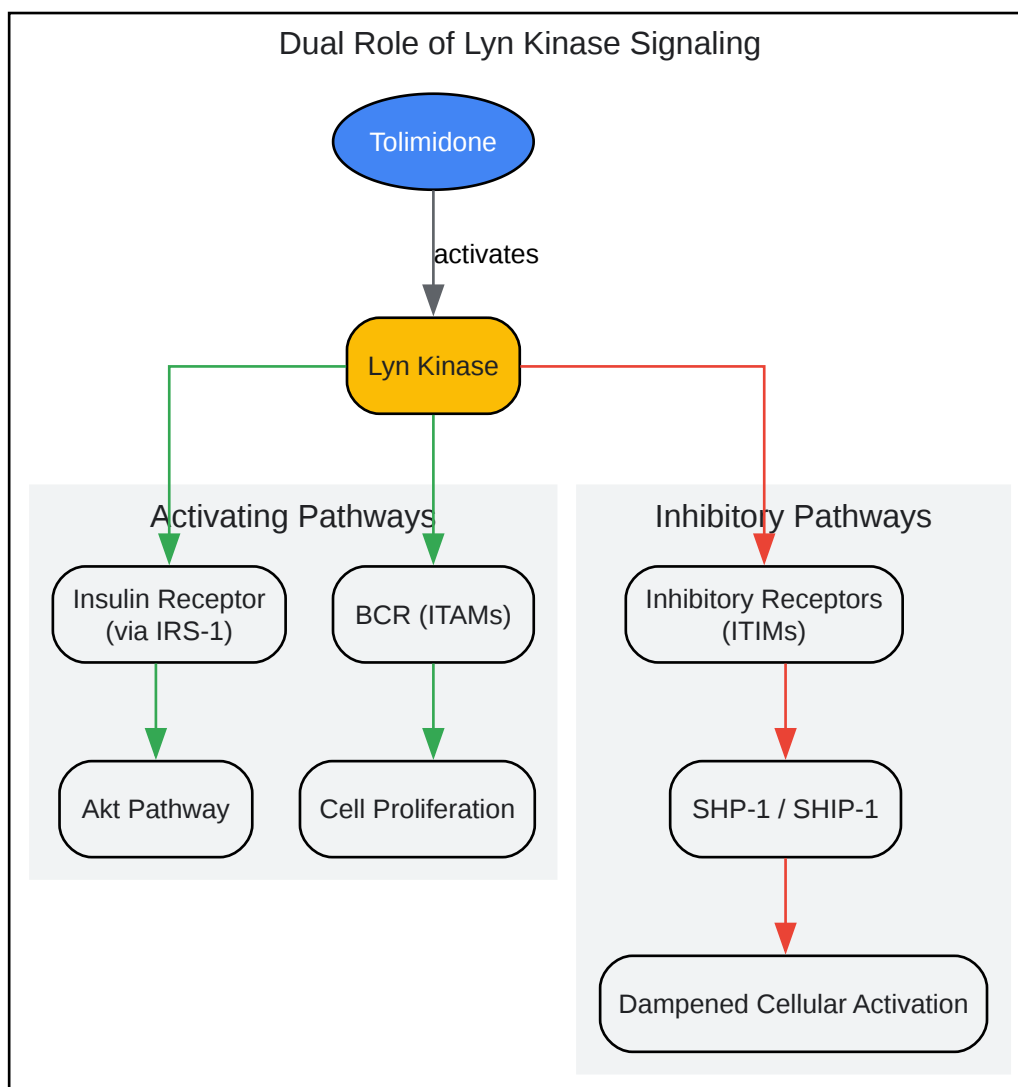 Dual Role of Lyn Kinase Signaling
Tolimidone
activates
Lyn Kinase
Activating Pathways
Inhibitory Pathways
Insulin Receptor
(via IRS-1)
BCR (ITAMs)
Inhibitory Receptors
(ITIMs)
Akt Pathway
Cell Proliferation
SHP-1 / SHIP-1
Dampened Cellular Activation